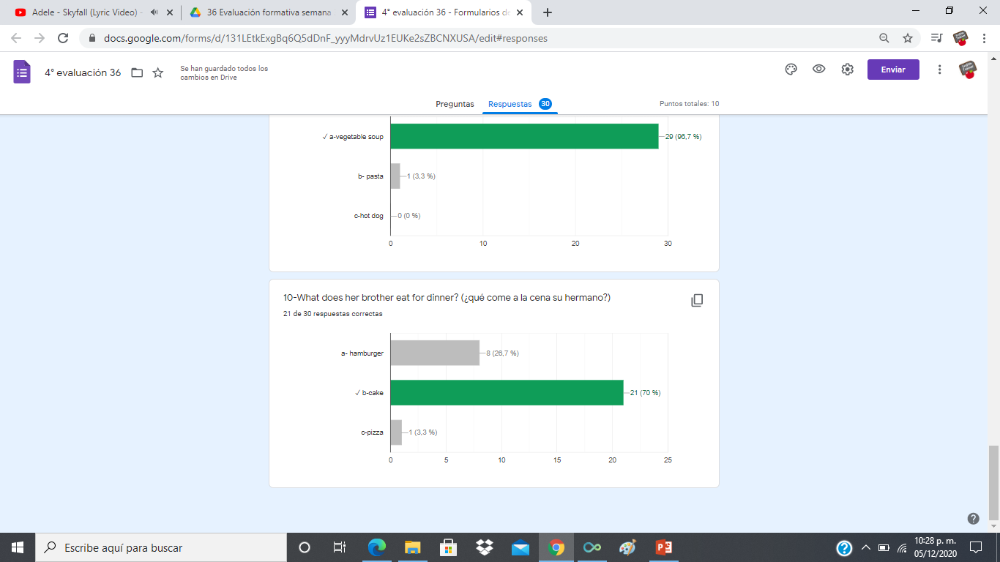 Adele - Skyfall (Lyric Video) -
36 Evaluación formativa semana
4° evaluación 36 - Formularios de
docs.google.com/forms/d/131LEtkExgBq6Q5dDnF_yyyMdrvUz1EUKe2sZBCNXUSA/edit#responses
4° evaluación 36
Se han guardado todos los
cambios en Drive
Enviar
Preguntas
Respuestas 30
Puntos totales: 10
✓ a-vegetable soup
29 (96,7 %)
b- pasta
1 (3,3 %)
c-hot dog
0 (0 %)
0 10 20 30
10-What does her brother eat for dinner? (¿qué come a la cena su hermano?)
21 de 30 respuestas correctas
a- hamburger
8 (26,7 %)
✓ b-cake
21 (70 %)
c-pizza
1 (3,3 %)
0 5 10 15 20 25
Escribe aquí para buscar
10:28 p. m.
05/12/2020